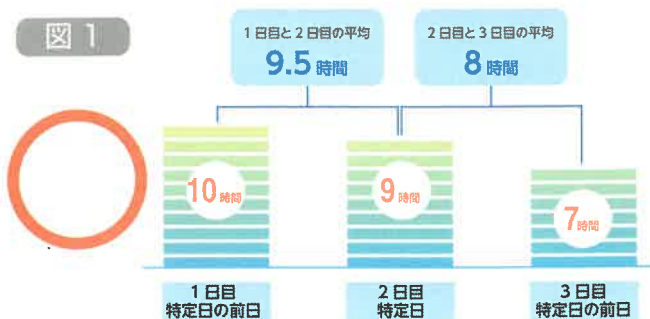 図1
1日目と2日目の平均
9.5時間
2日目と3日目の平均
8時間
10時間
9時間
7時間
1日目
特定日の前日
2日目
特定日
3日目
特定日の前日